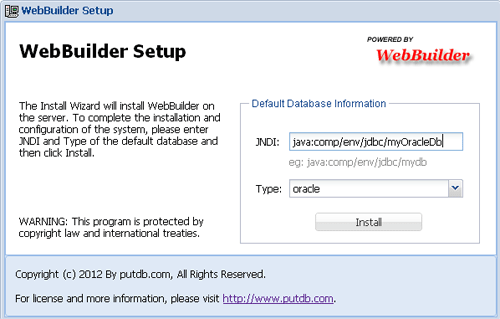 WebBuilder Setup
WebBuilder Setup
POWERED BY
WebBuilder
The Install Wizard will install WebBuilder on
the server. To complete the installation and
configuration of the system, please enter
JNDI and Type of the default database and
then click Install.
WARNING: This program is protected by
copyright law and international treaties.
Default Database Information
JNDI: java:comp/env/jdbc/myOracleDb
eg: java:comp/env/jdbc/mydb
Type: oracle
Install
Copyright (c) 2012 By putdb.com, All Rights Reserved.
For license and more information, please visit http://www.putdb.com.